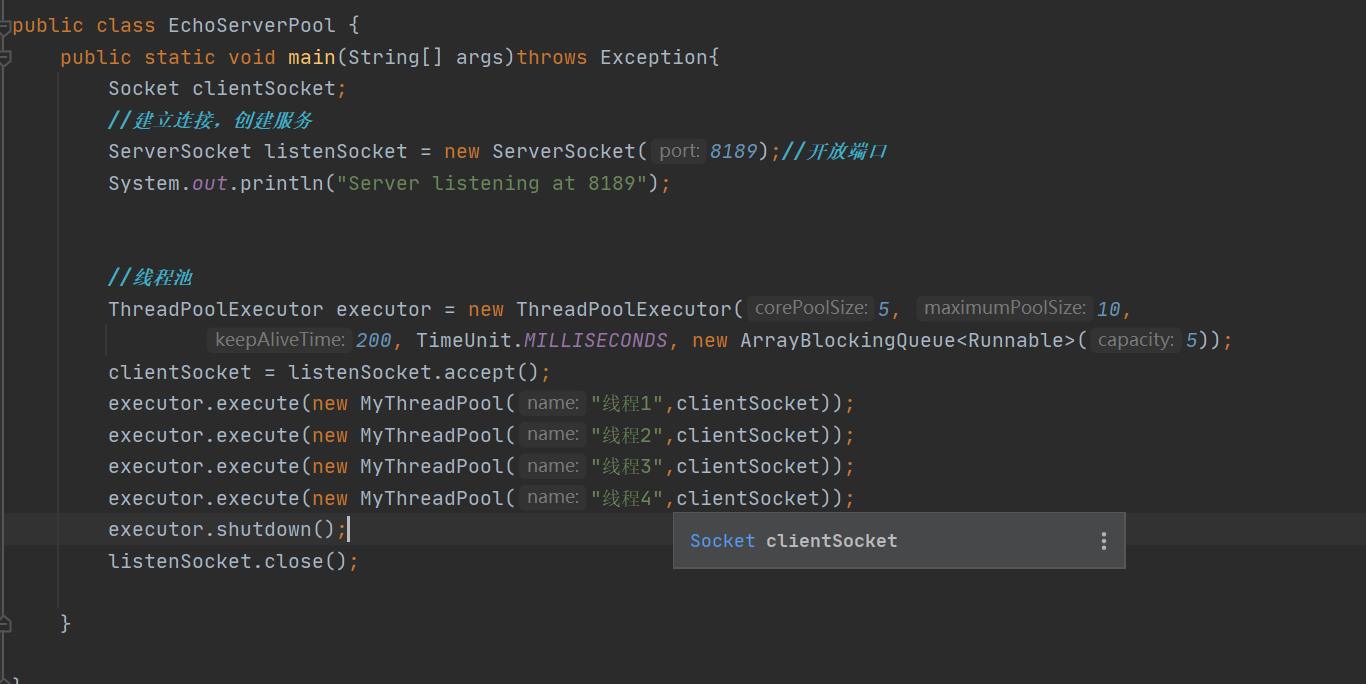 public class EchoServerPool {
public static void main(String[] args)throws Exception{
Socket clientSocket;
//建立连接，创建服务
ServerSocket listenSocket = new ServerSocket( port: 8189);//开放端口
System.out.println("Server listening at 8189");
//线程池
ThreadPoolExecutor executor = new ThreadPoolExecutor( corePoolSize: 5, maximumPoolSize: 10,
keepAliveTime: 200, TimeUnit.MILLISECONDS, new ArrayBlockingQueue<Runnable>( capacity: 5));
clientSocket = listenSocket.accept();
executor.execute(new MyThreadPool( name: "线程1",clientSocket));
executor.execute(new MyThreadPool( name: "线程2",clientSocket));
executor.execute(new MyThreadPool( name: "线程3",clientSocket));
executor.execute(new MyThreadPool( name: "线程4",clientSocket));
executor.shutdown();
Socket clientSocket
listenSocket.close();
}
}